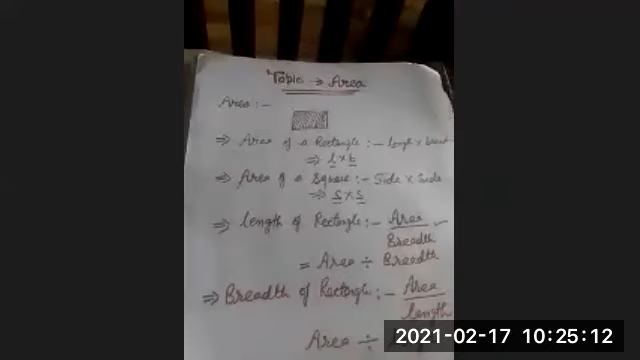 Topic → Area
Area :-
⇒ Area of a Rectangle :- length × bread
⇒ l × b
⇒ Area of a Square :- Side × Side
⇒ S × S
⇒ length of Rectangle :- Area / Breadth
= Area ÷ Breadth
⇒ Breadth of Rectangle :- Area / length
Area ÷
2021-02-17 10:25:12